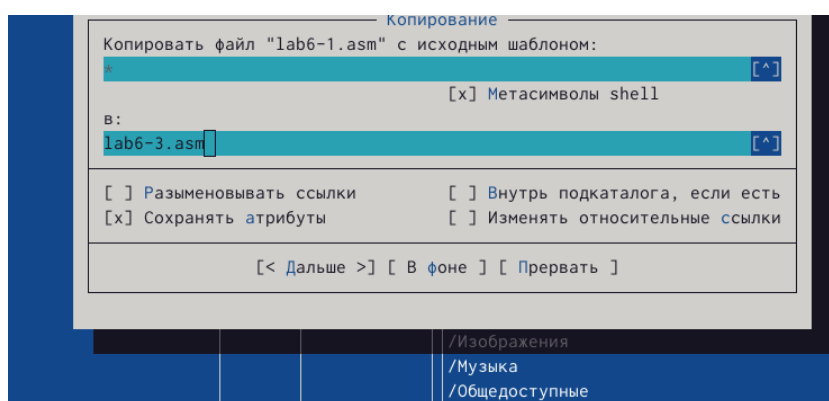 Копирование
Копировать файл "lab6-1.asm" с исходным шаблоном:
* [^]
[x] Метасимволы shell
в:
lab6-3.asm [^]
[ ] Разыменовывать ссылки [ ] Внутрь подкаталога, если есть
[x] Сохранять атрибуты [ ] Изменять относительные ссылки
[< Дальше >] [ В фоне ] [ Прервать ]
/Изображения
/Музыка
/Общедоступные